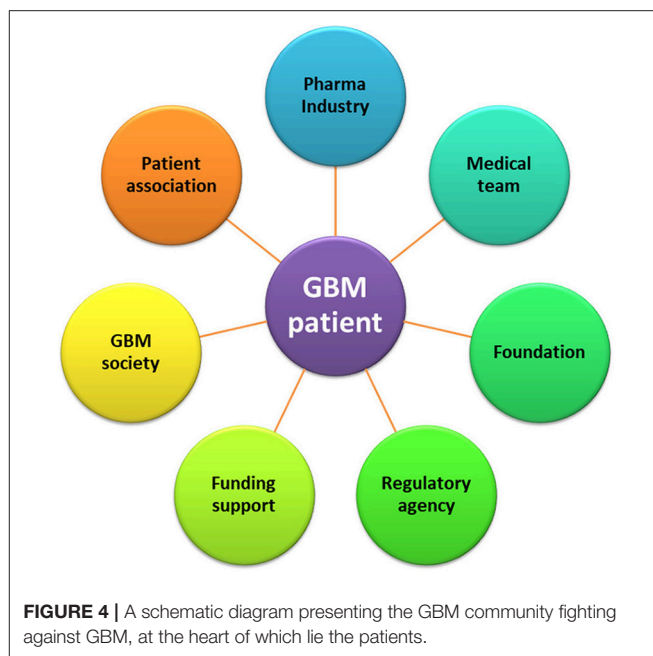 Pharma
Industry
Patient
association
Medical
team
GBM
patient
GBM
society
Foundation
Funding
support
Regulatory
agency
FIGURE 4 | A schematic diagram presenting the GBM community fighting
against GBM, at the heart of which lie the patients.